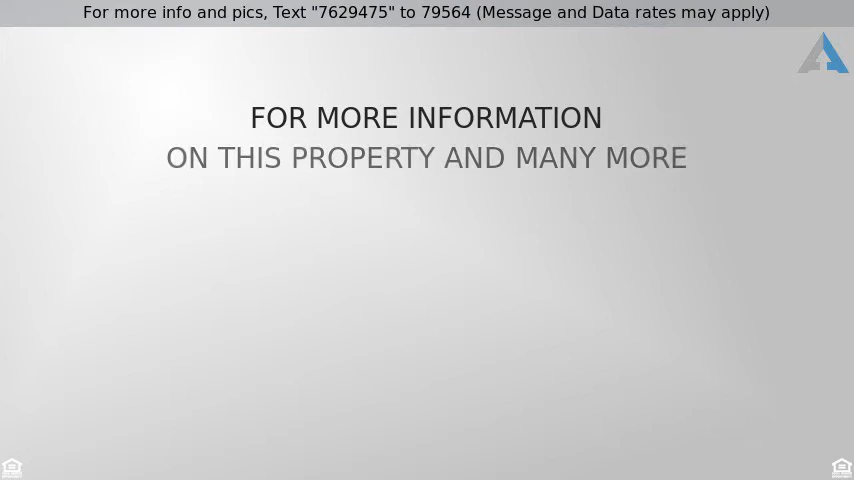 For more info and pics, Text "7629475" to 79564 (Message and Data rates may apply)
FOR MORE INFORMATION
ON THIS PROPERTY AND MANY MORE